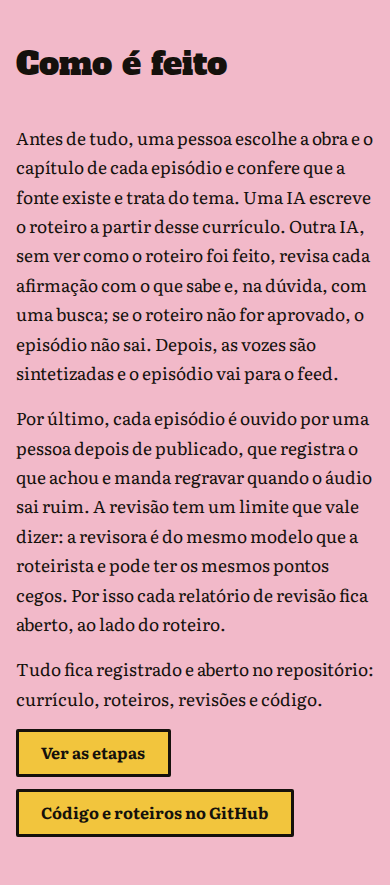 Como é feito
Antes de tudo, uma pessoa escolhe a obra e o
capítulo de cada episódio e confere que a
fonte existe e trata do tema. Uma IA escreve
o roteiro a partir desse currículo. Outra IA,
sem ver como o roteiro foi feito, revisa cada
afirmação com o que sabe e, na dúvida, com
uma busca; se o roteiro não for aprovado, o
episódio não sai. Depois, as vozes são
sintetizadas e o episódio vai para o feed.
Por último, cada episódio é ouvido por uma
pessoa depois de publicado, que registra o
que achou e manda regravar quando o áudio
sai ruim. A revisão tem um limite que vale
dizer: a revisora é do mesmo modelo que a
roteirista e pode ter os mesmos pontos
cegos. Por isso cada relatório de revisão fica
aberto, ao lado do roteiro.
Tudo fica registrado e aberto no repositório:
currículo, roteiros, revisões e código.
Ver as etapas
Código e roteiros no GitHub